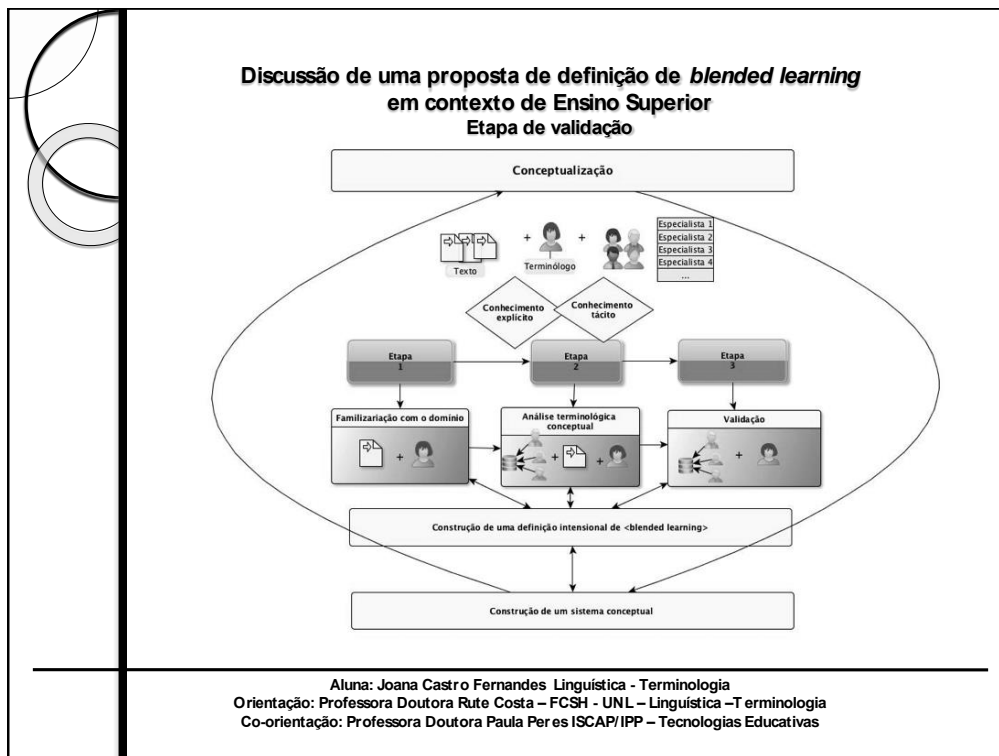 Discussão de uma proposta de definição de blended learning
em contexto de Ensino Superior
Etapa de validação
Conceptualização
Texto
+
Terminólogo
+
Especialista 1
Especialista 2
Especialista 3
Especialista 4
...
Conhecimento
explícito
Conhecimento
tácito
Etapa
1
Etapa
2
Etapa
3
Familizariação com o domínio
+
Análise terminológica
conceptual
+
+
Validação
+
Construção de uma definição intensional de <blended learning>
Construção de um sistema conceptual
Aluna: Joana Castro Fernandes Linguística - Terminologia
Orientação: Professora Doutora Rute Costa – FCSH - UNL – Linguística –Terminologia
Co-orientação: Professora Doutora Paula Peres ISCAP/IPP – Tecnologias Educativas